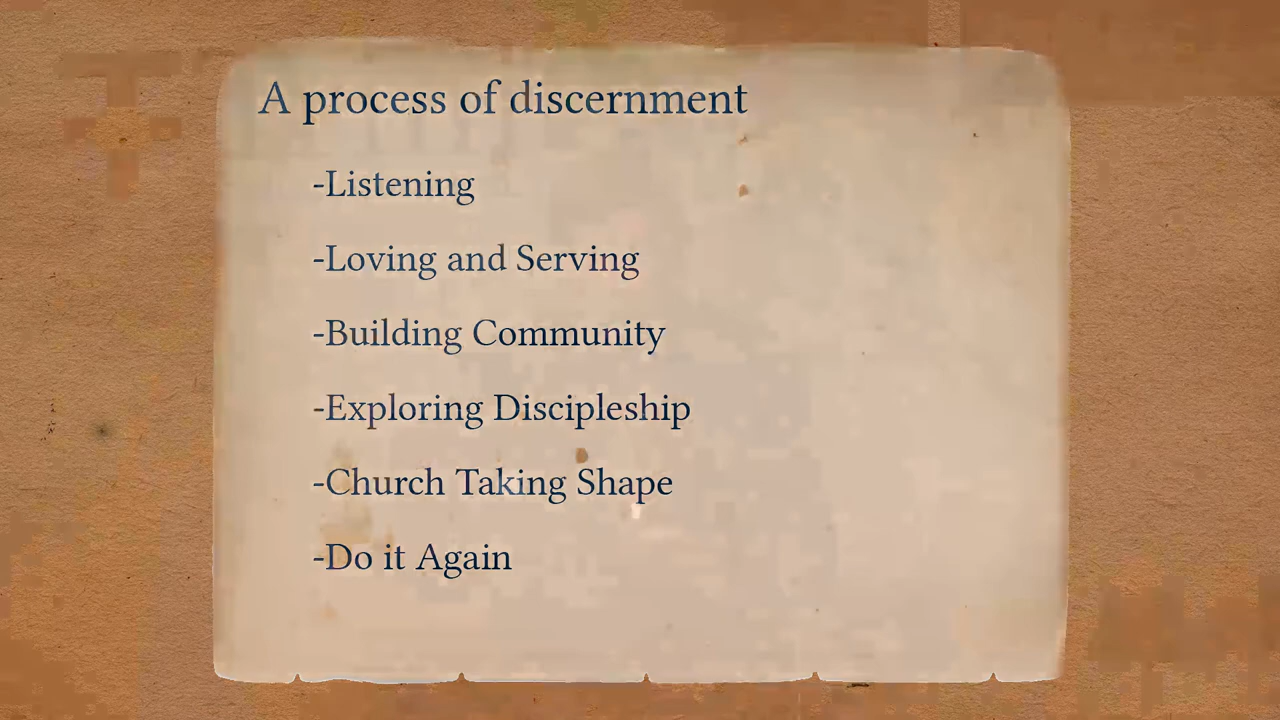 A process of discernment
-Listening
-Loving and Serving
-Building Community
-Exploring Discipleship
-Church Taking Shape
-Do it Again